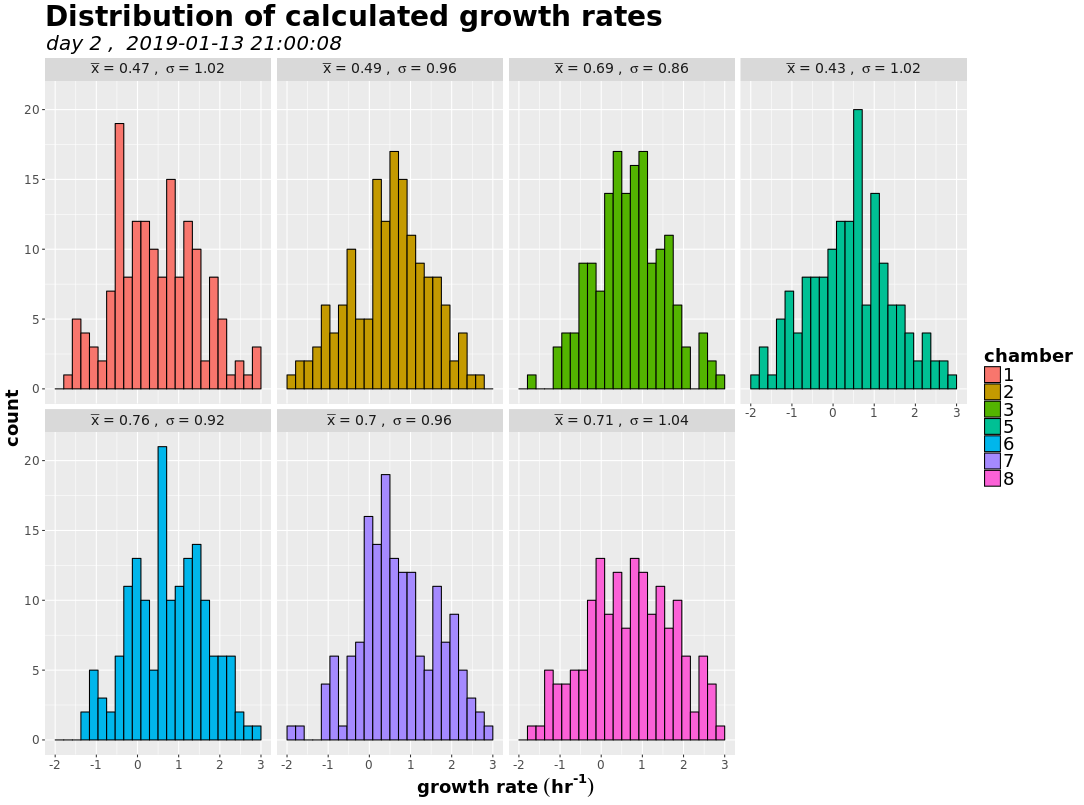 Distribution of calculated growth rates
day 2 , 2019-01-13 21:00:08
x̅ = 0.47 , σ = 1.02
x̅ = 0.49 , σ = 0.96
x̅ = 0.69 , σ = 0.86
x̅ = 0.43 , σ = 1.02
20
15
10
5
0
-2 -1 0 1 2 3
x̅ = 0.76 , σ = 0.92
x̅ = 0.7 , σ = 0.96
x̅ = 0.71 , σ = 1.04
20
15
10
5
0
-2 -1 0 1 2 3
-2 -1 0 1 2 3
-2 -1 0 1 2 3
count
growth rate (hr⁻¹)
chamber
1
2
3
5
6
7
8